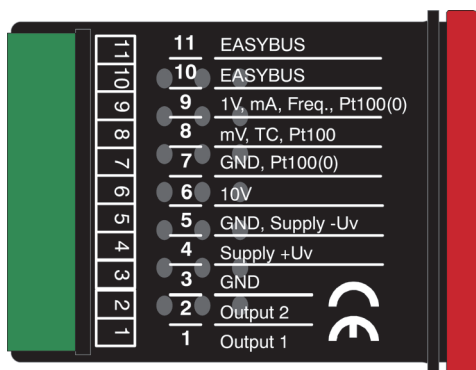 11 EASYBUS
10 EASYBUS
9 1V, mA, Freq., Pt100(0)
8 mV, TC, Pt100
7 GND, Pt100(0)
6 10V
5 GND, Supply -Uv
4 Supply +Uv
3 GND
2 Output 2
1 Output 1
11
10
9
8
7
6
5
4
3
2
1
CE